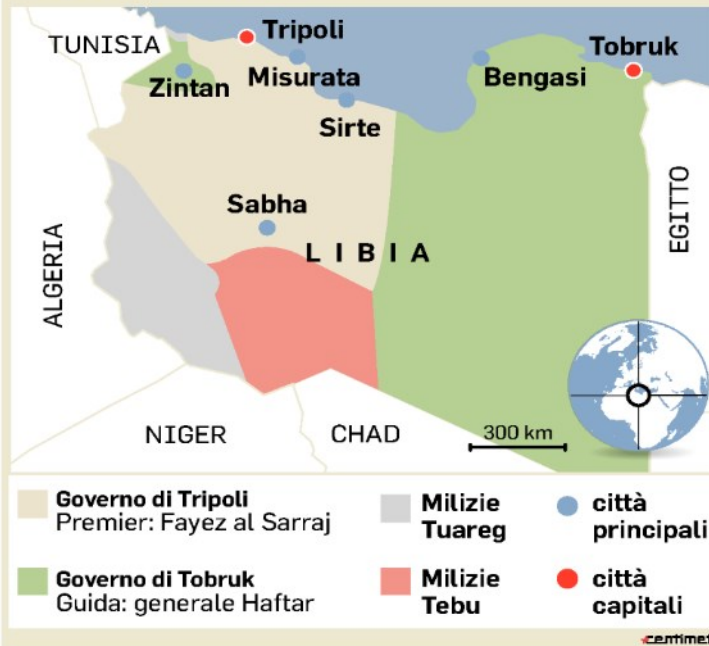 TUNISIA
Tripoli
Tobruk
Zintan
Misurata
Bengasi
Sirte
Sabha
LIBIA
ALGERIA
EGITTO
NIGER
CHAD
300 km
Governo di Tripoli
Premier: Fayez al Sarraj
Milizie
Tuareg
città
principali
Governo di Tobruk
Guida: generale Haftar
Milizie
Tebu
città
capitali